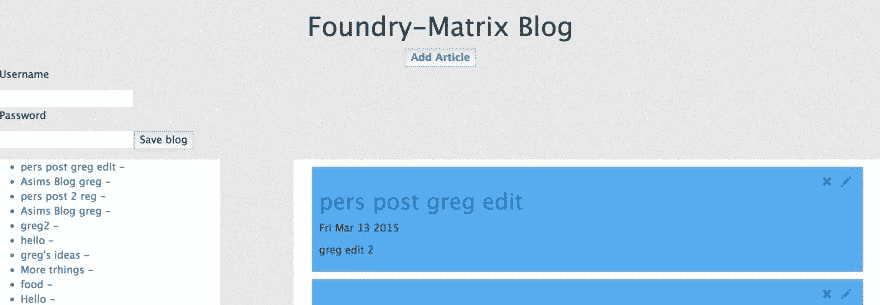 Foundry-Matrix Blog
Add Article
Username
Password
Save blog
pers post greg edit –
Asims Blog greg –
pers post 2 reg –
Asims Blog greg –
greg2 –
hello –
greg's ideas –
More trhings –
food –
Hello –
pers post greg edit
Fri Mar 13 2015
greg edit 2